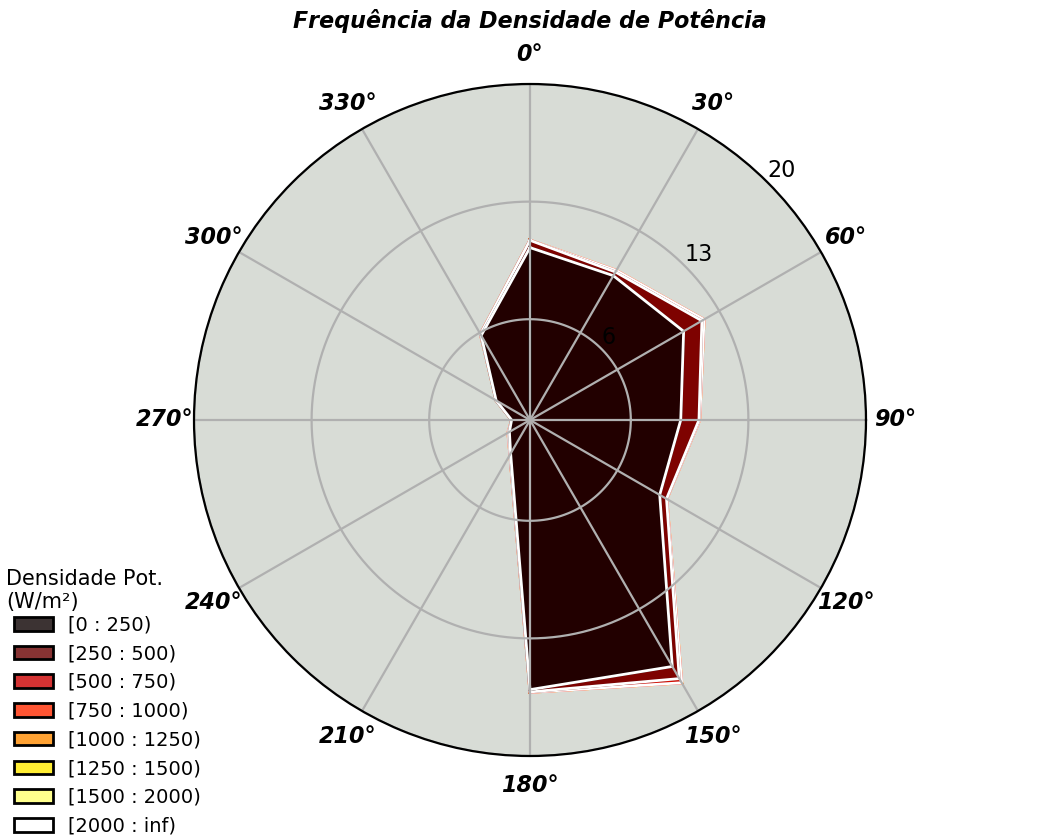 Frequência da Densidade de Potência
0°
330°
30°
20
300°
60°
13
6
270°
90°
240°
120°
210°
150°
180°
Densidade Pot.
(W/m²)
[0 : 250)
[250 : 500)
[500 : 750)
[750 : 1000)
[1000 : 1250)
[1250 : 1500)
[1500 : 2000)
[2000 : inf)